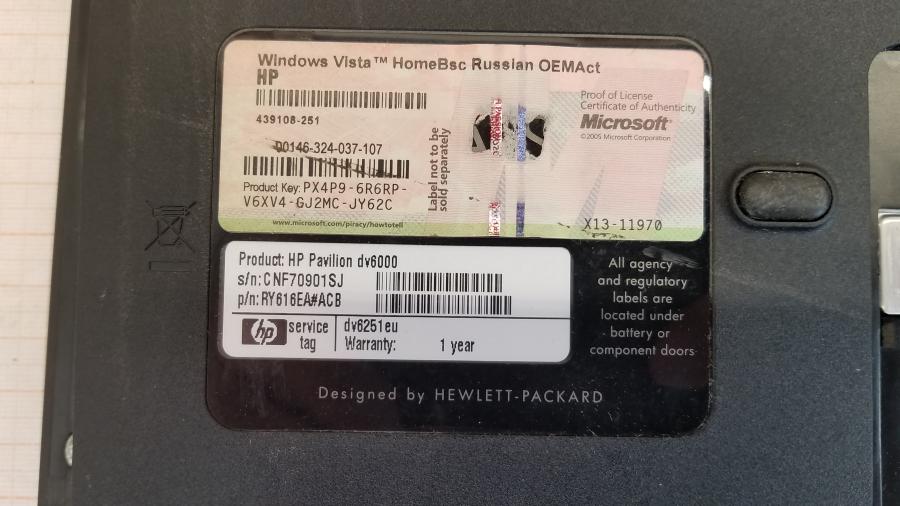 Windows Vista™ HomeBsc Russian OEMAct
HP
439108-251
00146-324-037-107
Product Key: PX4P9-6R6RP-
V6XV4-GJ2MC-JY62C
www.microsoft.com/piracy/howtotell
Label not to be
sold separately
Proof of License
Certificate of Authenticity
Microsoft®
©2005 Microsoft Corporation
X13-11970
Product: HP Pavilion dv6000
s/n: CNF70901SJ
p/n: RY616EA#ACB
hp service
tag
dv6251eu
Warranty: 1 year
All agency
and regulatory
labels are
located under
battery or
component doors
Designed by HEWLETT-PACKARD